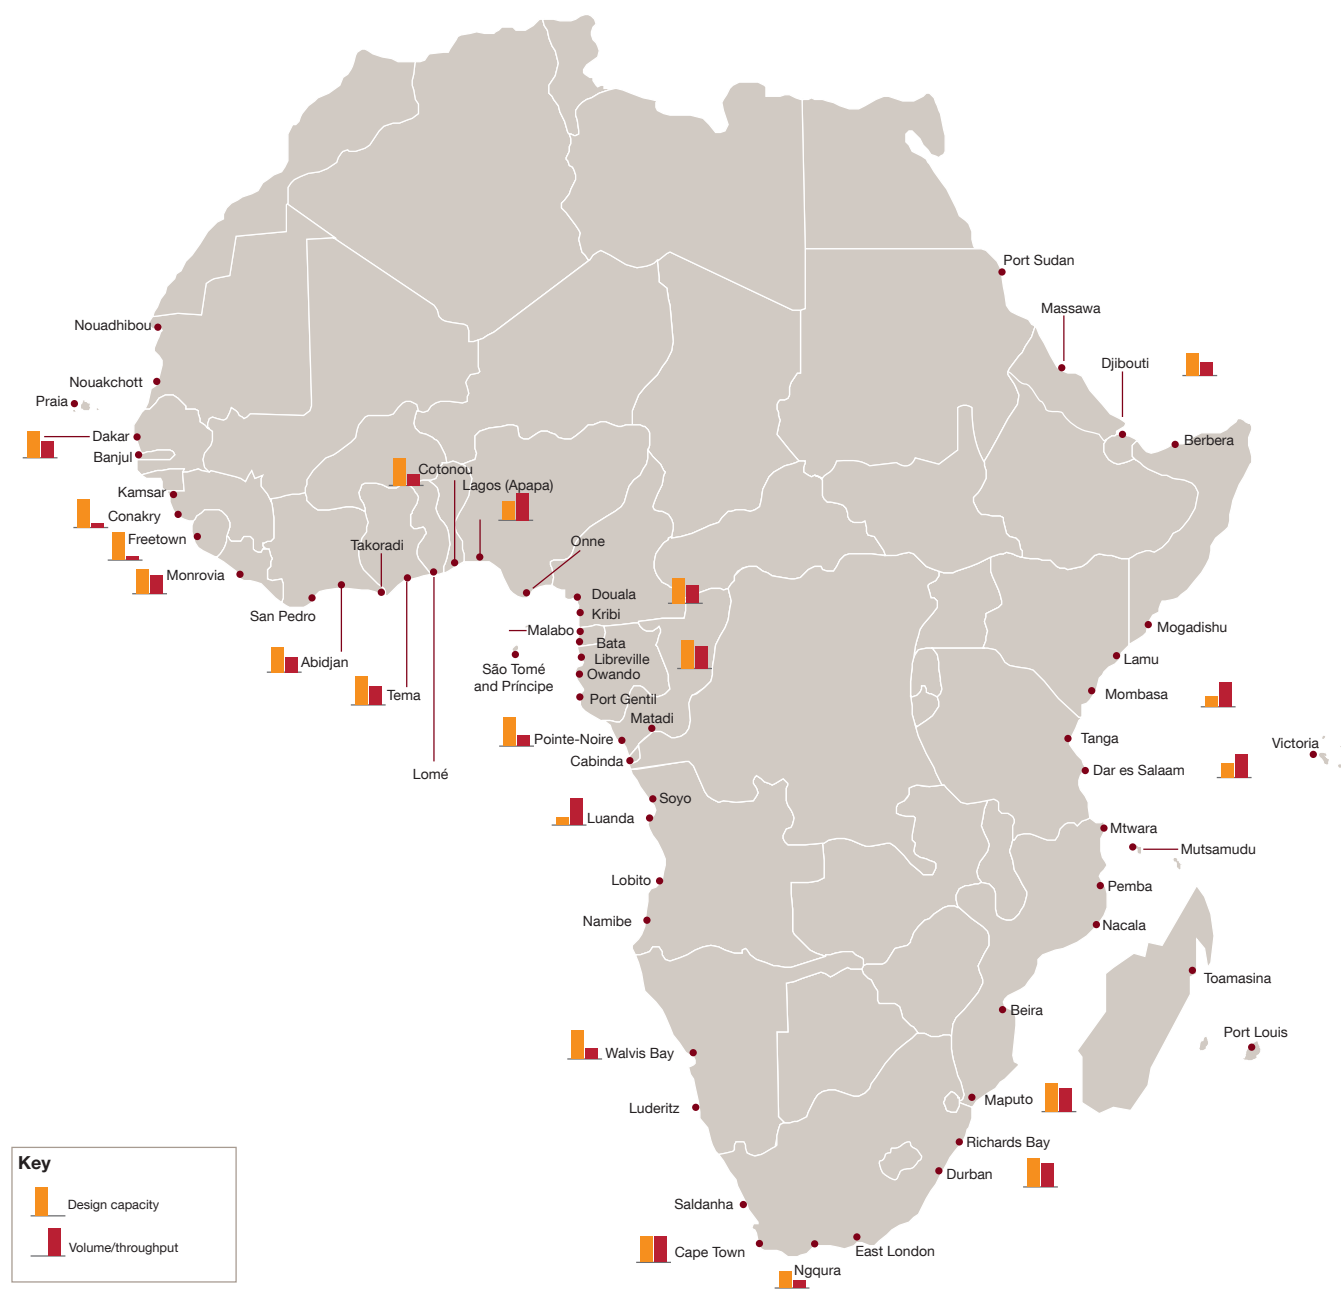 Port Sudan
Massawa
Nouadhibou
Djibouti
Nouakchott
Praia
Dakar
Berbera
Banjul
Cotonou
Lagos (Apapa)
Kamsar
Conakry
Freetown
Takoradi
Onne
Monrovia
Douala
San Pedro
Kribi
Mogadishu
Malabo
Bata
Abidjan
Libreville
Lamu
São Tomé
and Príncipe
Owando
Tema
Port Gentil
Mombasa
Matadi
Pointe-Noire
Tanga
Victoria
Cabinda
Lomé
Dar es Salaam
Soyo
Luanda
Mtwara
Mutsamudu
Lobito
Pemba
Namibe
Nacala
Toamasina
Beira
Port Louis
Walvis Bay
Maputo
Luderitz
Richards Bay
Durban
Saldanha
Cape Town
East London
Ngqura
Key
Design capacity
Volume/throughput